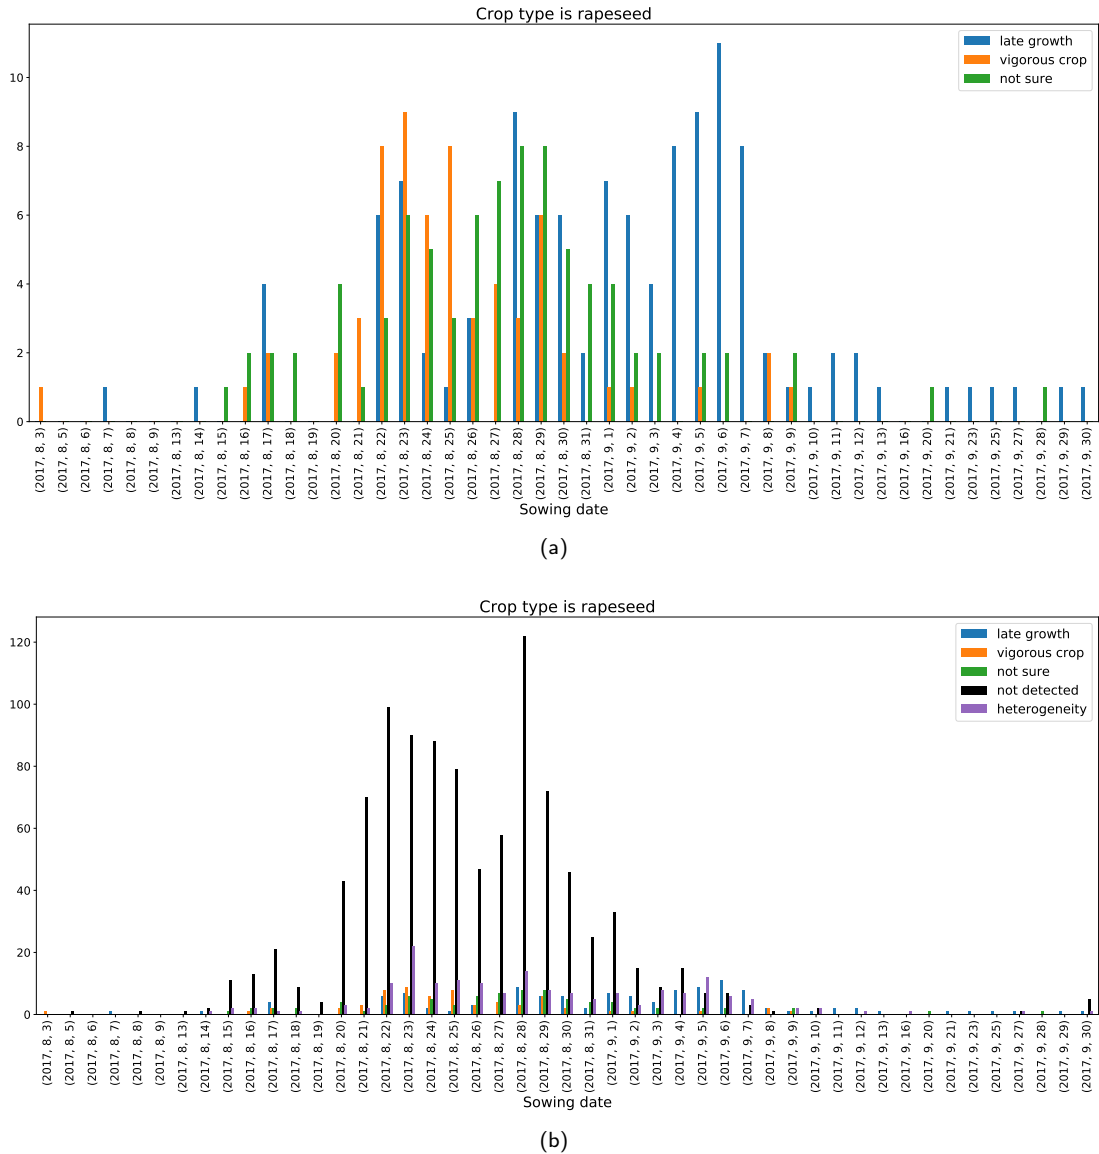 Crop type is rapeseed
late growth
vigorous crop
not sure
10
8
6
4
2
0
(2017, 8, 3)
(2017, 8, 5)
(2017, 8, 6)
(2017, 8, 7)
(2017, 8, 8)
(2017, 8, 9)
(2017, 8, 13)
(2017, 8, 14)
(2017, 8, 15)
(2017, 8, 16)
(2017, 8, 17)
(2017, 8, 18)
(2017, 8, 19)
(2017, 8, 20)
(2017, 8, 21)
(2017, 8, 22)
(2017, 8, 23)
(2017, 8, 24)
(2017, 8, 25)
(2017, 8, 26)
(2017, 8, 27)
(2017, 8, 28)
(2017, 8, 29)
(2017, 8, 30)
(2017, 8, 31)
(2017, 9, 1)
(2017, 9, 2)
(2017, 9, 3)
(2017, 9, 4)
(2017, 9, 5)
(2017, 9, 6)
(2017, 9, 7)
(2017, 9, 8)
(2017, 9, 9)
(2017, 9, 10)
(2017, 9, 11)
(2017, 9, 12)
(2017, 9, 13)
(2017, 9, 16)
(2017, 9, 20)
(2017, 9, 21)
(2017, 9, 23)
(2017, 9, 25)
(2017, 9, 27)
(2017, 9, 28)
(2017, 9, 29)
(2017, 9, 30)
Sowing date
(a)
Crop type is rapeseed
late growth
vigorous crop
not sure
not detected
heterogeneity
120
100
80
60
40
20
0
(2017, 8, 3)
(2017, 8, 5)
(2017, 8, 6)
(2017, 8, 7)
(2017, 8, 8)
(2017, 8, 9)
(2017, 8, 13)
(2017, 8, 14)
(2017, 8, 15)
(2017, 8, 16)
(2017, 8, 17)
(2017, 8, 18)
(2017, 8, 19)
(2017, 8, 20)
(2017, 8, 21)
(2017, 8, 22)
(2017, 8, 23)
(2017, 8, 24)
(2017, 8, 25)
(2017, 8, 26)
(2017, 8, 27)
(2017, 8, 28)
(2017, 8, 29)
(2017, 8, 30)
(2017, 8, 31)
(2017, 9, 1)
(2017, 9, 2)
(2017, 9, 3)
(2017, 9, 4)
(2017, 9, 5)
(2017, 9, 6)
(2017, 9, 7)
(2017, 9, 8)
(2017, 9, 9)
(2017, 9, 10)
(2017, 9, 11)
(2017, 9, 12)
(2017, 9, 13)
(2017, 9, 16)
(2017, 9, 20)
(2017, 9, 21)
(2017, 9, 23)
(2017, 9, 25)
(2017, 9, 27)
(2017, 9, 28)
(2017, 9, 29)
(2017, 9, 30)
Sowing date
(b)